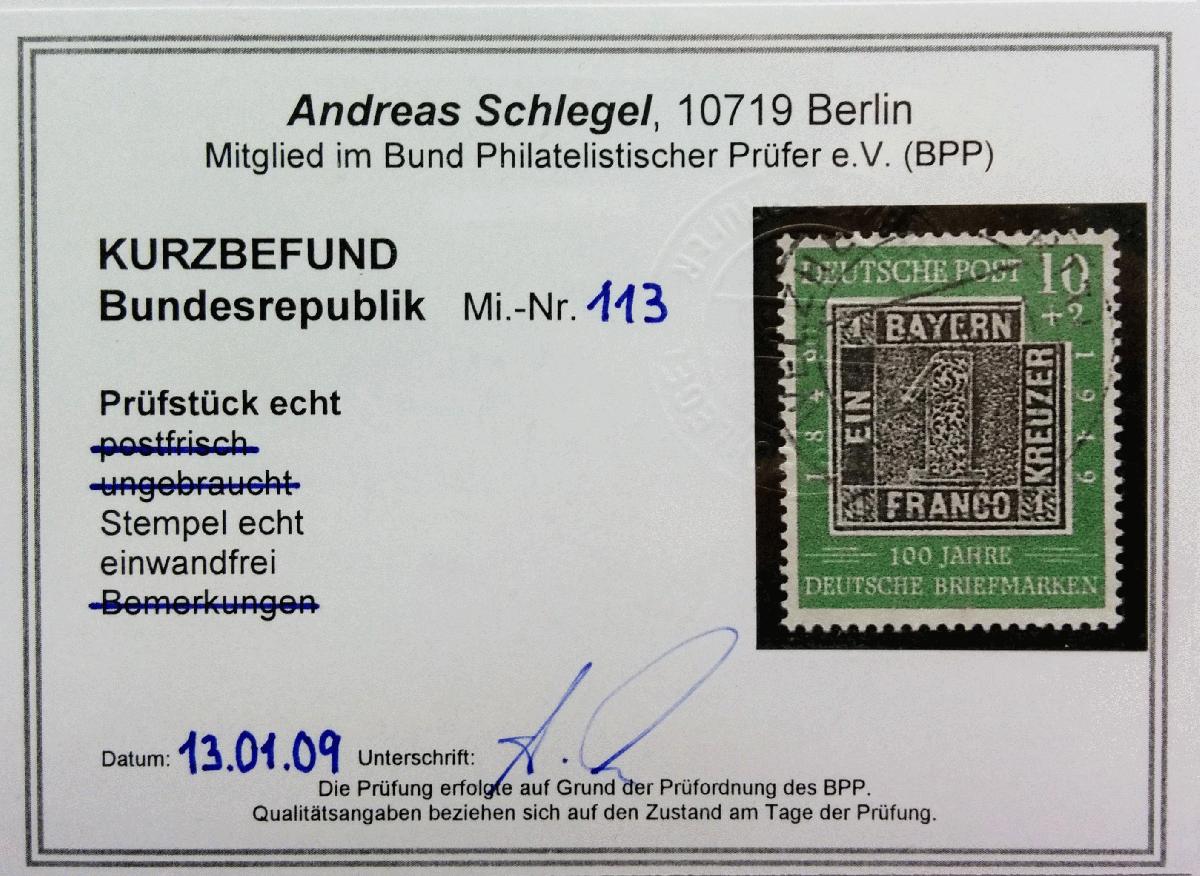 Andreas Schlegel, 10719 Berlin
Mitglied im Bund Philatelistischer Prüfer e.V. (BPP)
KURZBEFUND
Bundesrepublik Mi.-Nr. 113
Prüfstück echt
postfrisch
ungebraucht
Stempel echt
einwandfrei
Bemerkungen
DEUTSCHE POST 10
+2
BAYERN
EIN
1
KREUZER
FRANCO
1849
1949
100 JAHRE
DEUTSCHE BRIEFMARKEN
Datum: 13.01.09 Unterschrift:
Die Prüfung erfolgte auf Grund der Prüfordnung des BPP.
Qualitätsangaben beziehen sich auf den Zustand am Tage der Prüfung.